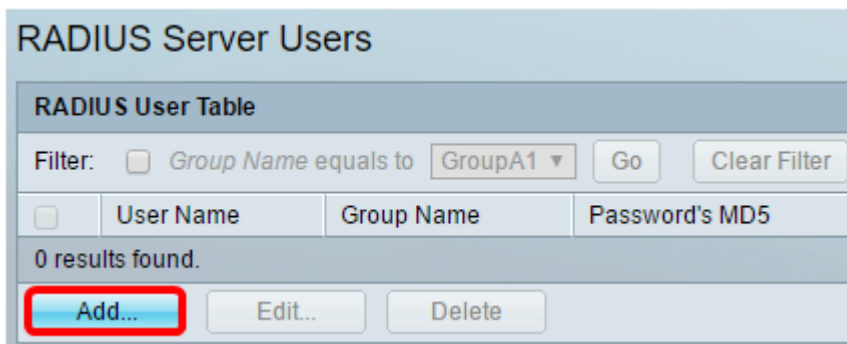 RADIUS Server Users
RADIUS User Table
Filter: Group Name equals to GroupA1 Go Clear Filter
User Name Group Name Password's MD5
0 results found.
Add... Edit... Delete